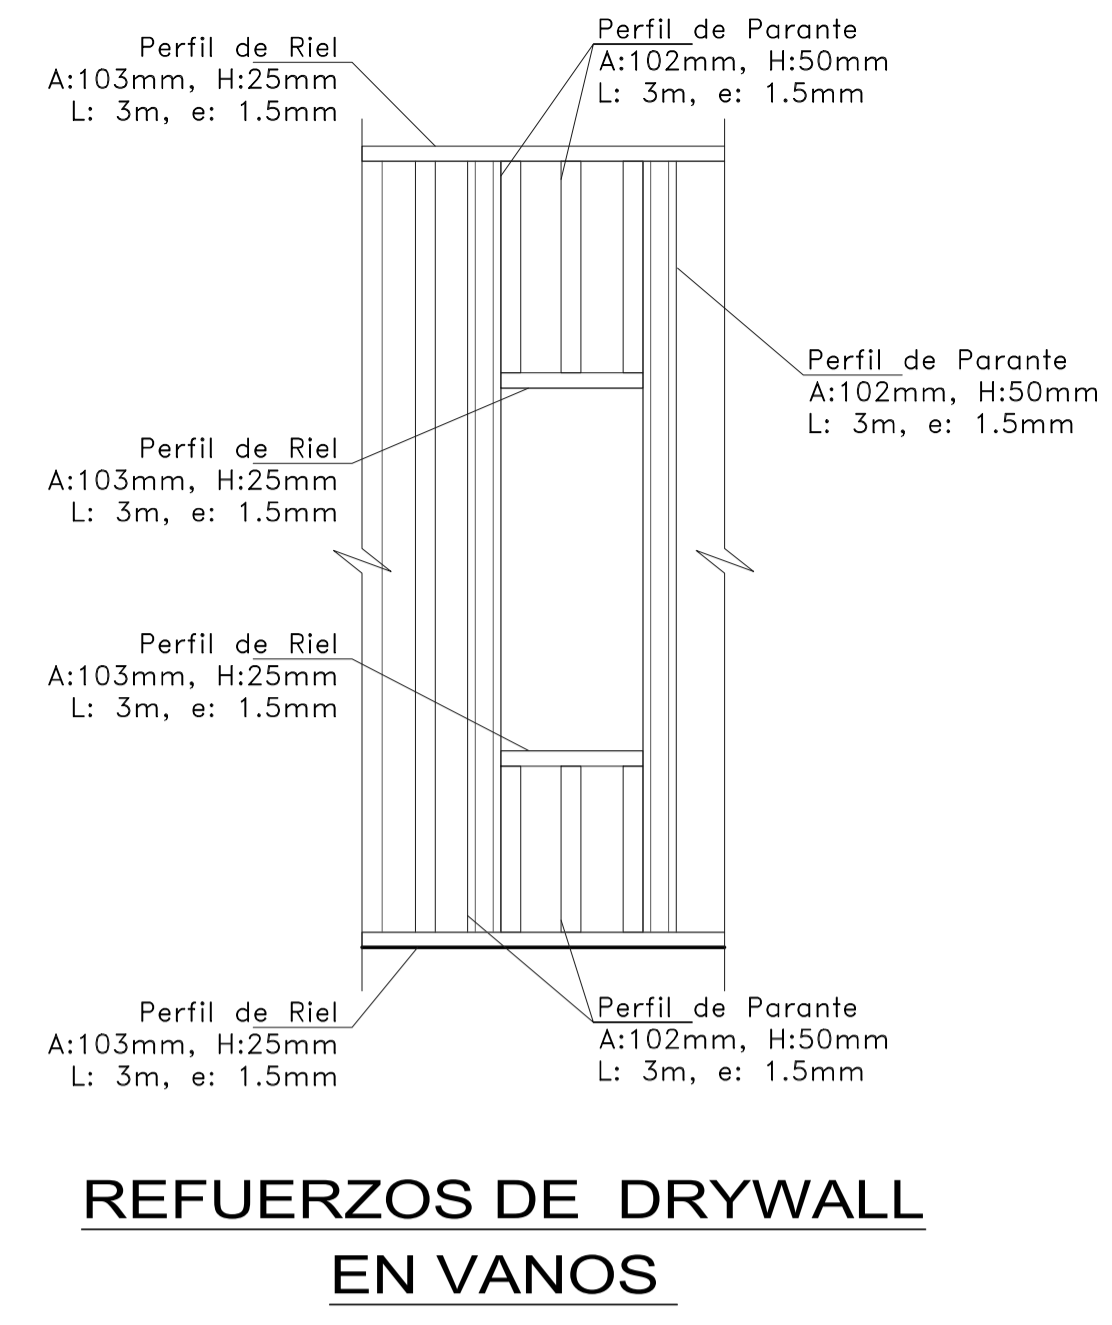 Perfil de Riel
A:103mm, H:25mm
L: 3m, e: 1.5mm
Perfil de Parante
A:102mm, H:50mm
L: 3m, e: 1.5mm
Perfil de Parante
A:102mm, H:50mm
L: 3m, e: 1.5mm
Perfil de Riel
A:103mm, H:25mm
L: 3m, e: 1.5mm
Perfil de Riel
A:103mm, H:25mm
L: 3m, e: 1.5mm
Perfil de Riel
A:103mm, H:25mm
L: 3m, e: 1.5mm
Perfil de Parante
A:102mm, H:50mm
L: 3m, e: 1.5mm
REFUERZOS DE DRYWALL
EN VANOS